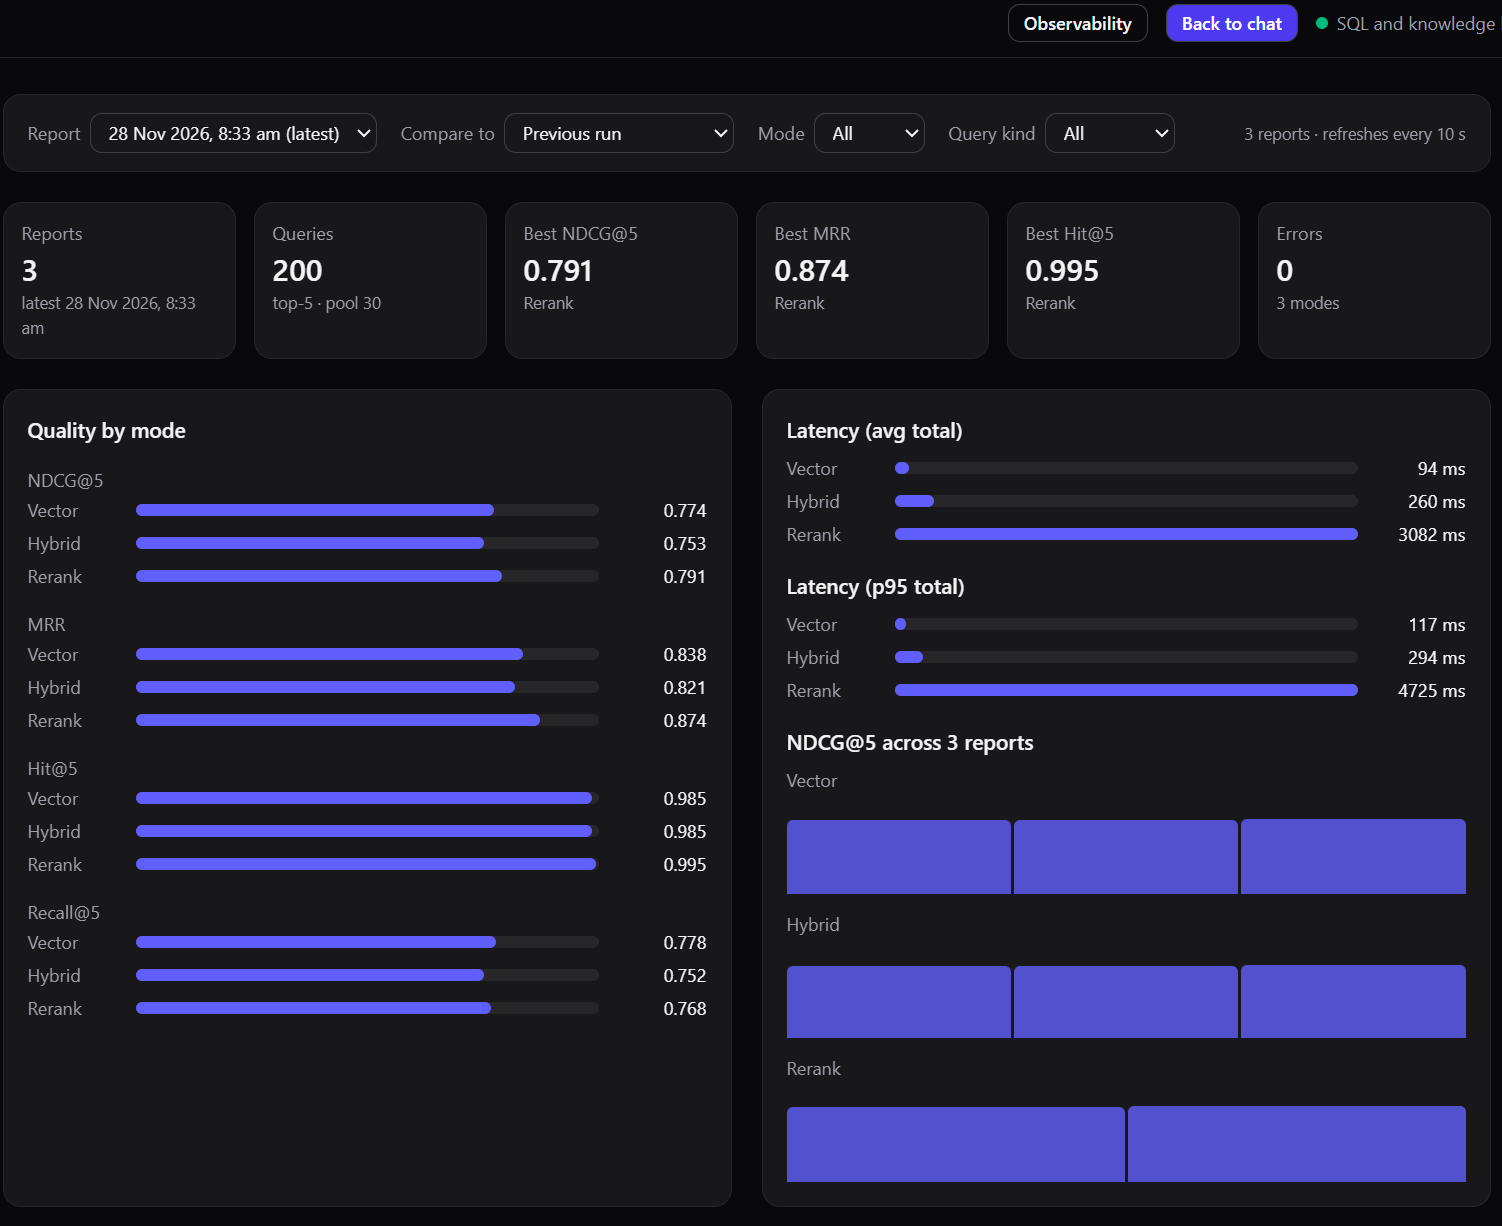 Observability
Back to chat
SQL and knowledge
Report
28 Nov 2026, 8:33 am (latest)
Compare to
Previous run
Mode
All
Query kind
All
3 reports · refreshes every 10 s
Reports
3
latest 28 Nov 2026, 8:33
am
Queries
200
top-5 · pool 30
Best NDCG@5
0.791
Rerank
Best MRR
0.874
Rerank
Best Hit@5
0.995
Rerank
Errors
0
3 modes
Quality by mode
NDCG@5
Vector 0.774
Hybrid 0.753
Rerank 0.791
MRR
Vector 0.838
Hybrid 0.821
Rerank 0.874
Hit@5
Vector 0.985
Hybrid 0.985
Rerank 0.995
Recall@5
Vector 0.778
Hybrid 0.752
Rerank 0.768
Latency (avg total)
Vector 94 ms
Hybrid 260 ms
Rerank 3082 ms
Latency (p95 total)
Vector 117 ms
Hybrid 294 ms
Rerank 4725 ms
NDCG@5 across 3 reports
Vector
Hybrid
Rerank